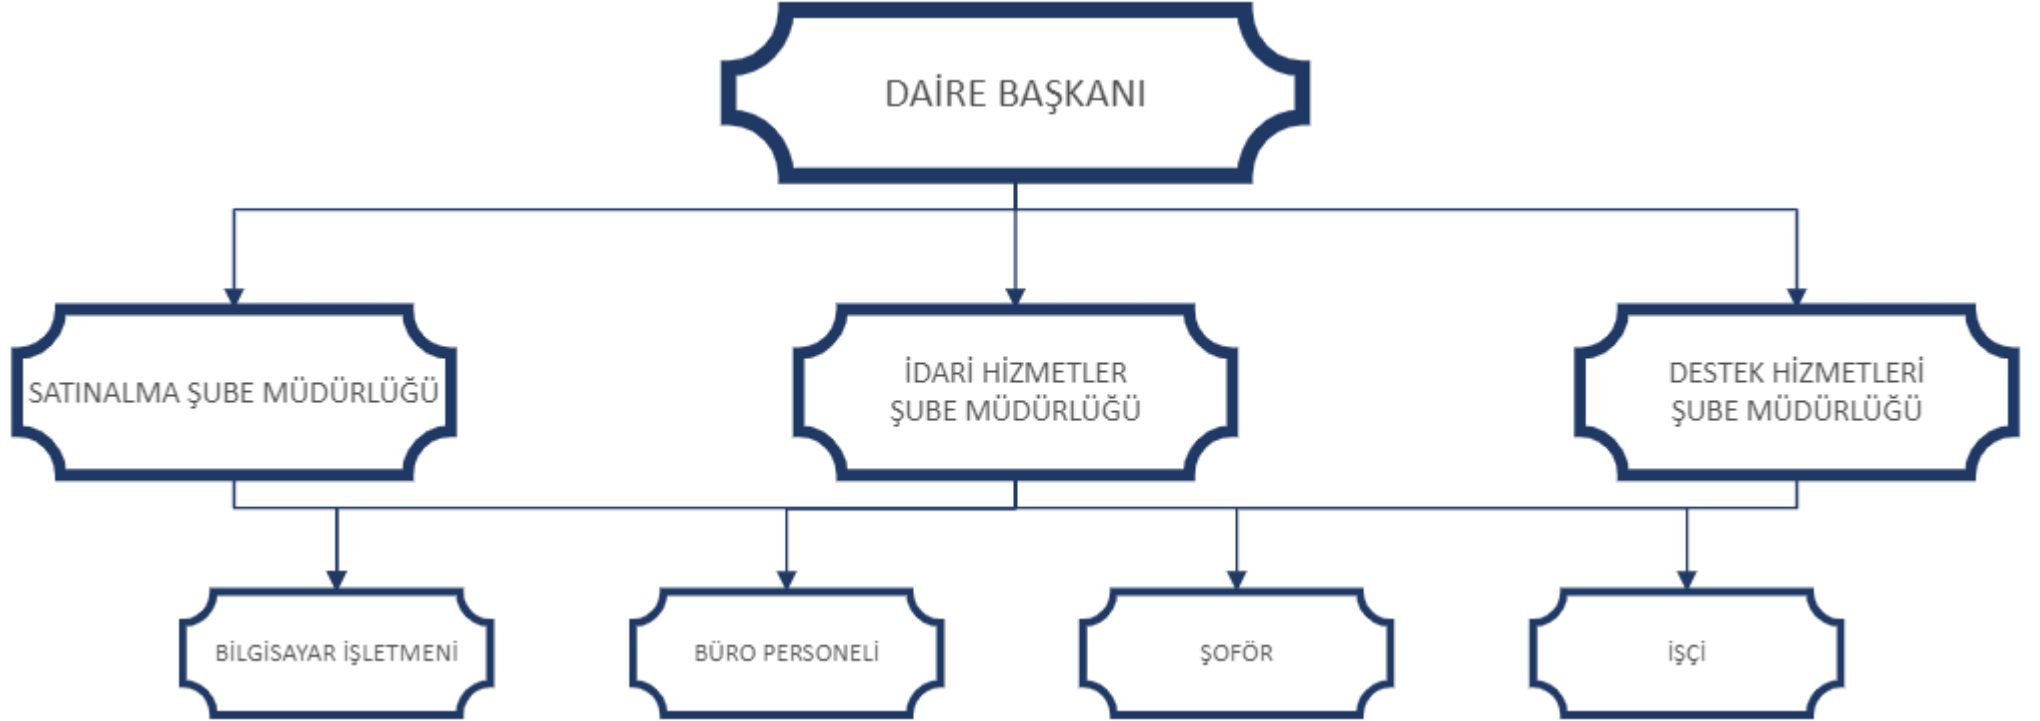 DAİRE BAŞKANI
SATINALMA ŞUBE MÜDÜRLÜĞÜ
İDARİ HİZMETLER
ŞUBE MÜDÜRLÜĞÜ
DESTEK HİZMETLERİ
ŞUBE MÜDÜRLÜĞÜ
BİLGİSAYAR İŞLETMENİ
BÜRO PERSONELİ
ŞOFÖR
İŞÇİ